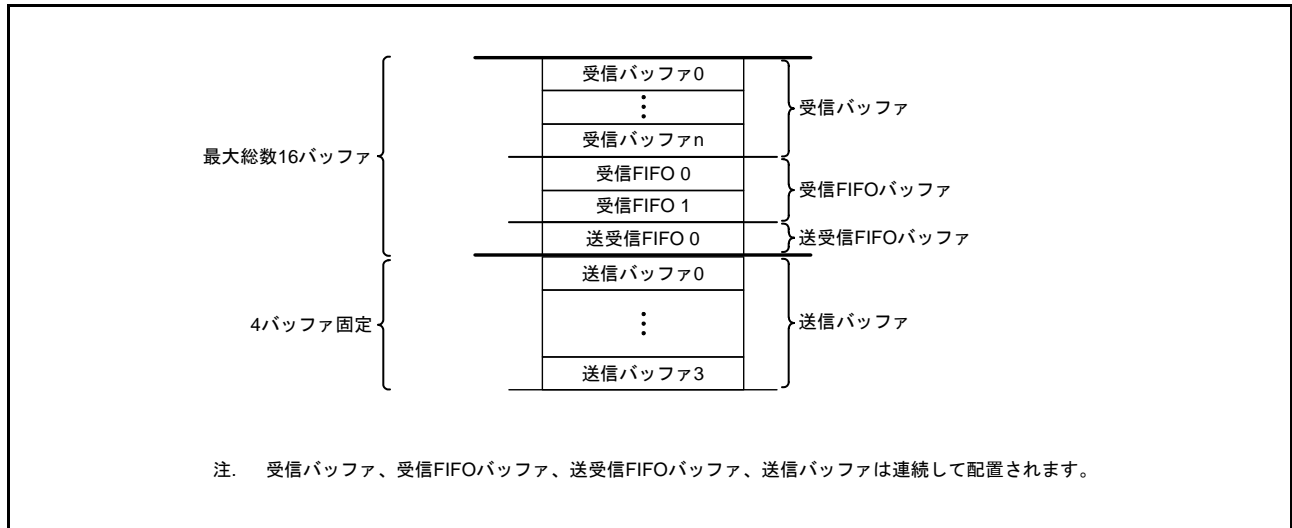 受信バッファ0
受信バッファn
受信バッファ
最大総数16バッファ
受信FIFO 0
受信FIFO 1
受信FIFOバッファ
送受信FIFO 0
送受信FIFOバッファ
送信バッファ0
4バッファ固定
送信バッファ
送信バッファ3
注. 受信バッファ、受信FIFOバッファ、送受信FIFOバッファ、送信バッファは連続して配置されます。